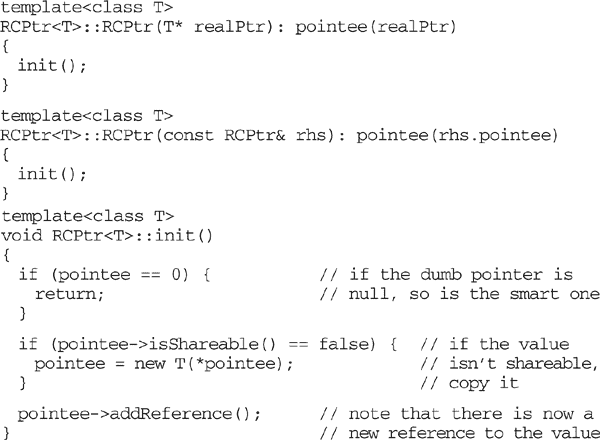 template<class T>
RCPtr<T>::RCPtr(T* realPtr): pointee(realPtr)
{
  init();
}
template<class T>
RCPtr<T>::RCPtr(const RCPtr& rhs): pointee(rhs.pointee)
{
  init();
}
template<class T>
void RCPtr<T>::init()
{
  if (pointee == 0) {           // if the dumb pointer is
    return;                     // null, so is the smart one
  }
  if (pointee->isShareable() == false) {  // if the value
    pointee = new T(*pointee);            // isn't shareable,
  }                                       // copy it
  pointee->addReference();      // note that there is now a
}                               // new reference to the value